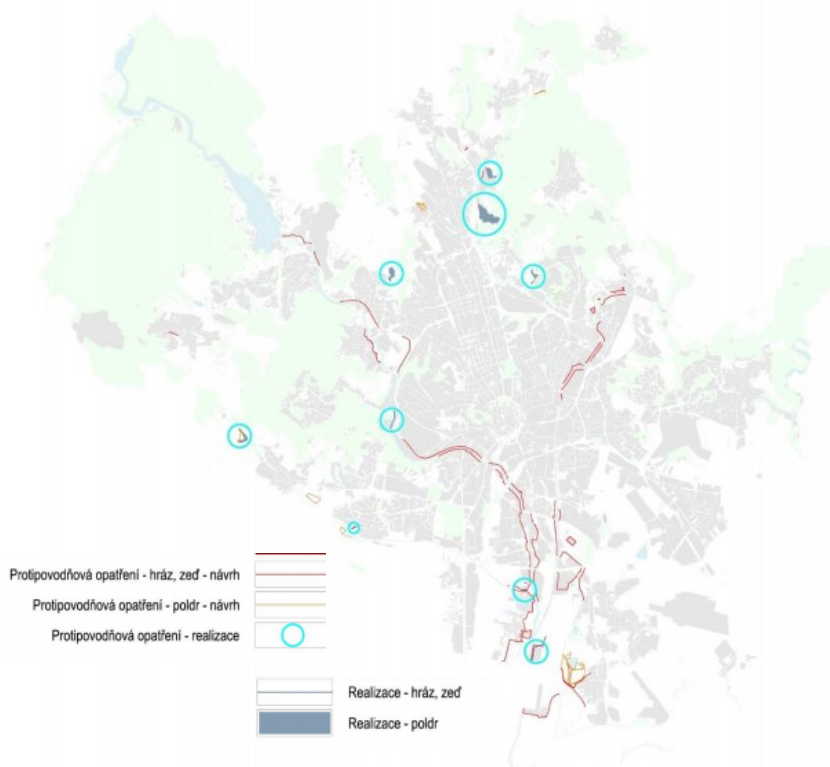 Protipovodňová opatření - hráz, zeď - návrh
Protipovodňová opatření - poldr - návrh
Protipovodňová opatření - realizace
Realizace - hráz, zeď
Realizace - poldr